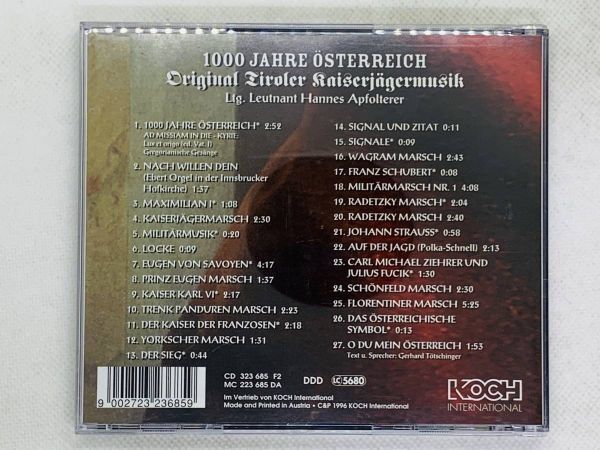 1000 JAHRE ÖSTERREICH
Original Tiroler Kaiserjägermusik
Ltg. Leutnant Hannes Apfolterer
1. 1000 JAHRE ÖSTERREICH* 2:52
AD MISSIAM IN DIE - KYRIE:
Lux et origo (ed. Vat. I)
Gregorianische Gesänge
2. NACH WILLEN DEIN
(Ebert Orgel in der Innsbrucker
Hofkirche) 1:37
3. MAXIMILIAN I* 1:08
4. KAISERJÄGERMARSCH 2:30
5. MILITÄRMUSIK* 0:20
6. LOCKE 0:09
7. EUGEN VON SAVOYEN* 4:17
8. PRINZ EUGEN MARSCH 1:37
9. KAISER KARL VI* 2:17
10. TRENK PANDUREN MARSCH 2:23
11. DER KAISER DER FRANZOSEN* 2:18
12. YORKSCHER MARSCH 1:31
13. DER SIEG* 0:44
14. SIGNAL UND ZITAT 0:11
15. SIGNALE* 0:09
16. WAGRAM MARSCH 2:43
17. FRANZ SCHUBERT* 0:08
18. MILITÄRMARSCH NR. 1 4:08
19. RADETZKY MARSCH* 2:04
20. RADETZKY MARSCH 2:40
21. JOHANN STRAUSS* 0:58
22. AUF DER JAGD (Polka-Schnell) 2:13
23. CARL MICHAEL ZIEHRER UND
JULIUS FUCIK* 1:30
24. SCHÖNFELD MARSCH 2:30
25. FLORENTINER MARSCH 5:25
26. DAS ÖSTERREICHISCHE
SYMBOL* 0:13
27. O DU MEIN ÖSTERREICH 1:53
Text u. Sprecher: Gerhard Tötschinger
CD 323 685 F2
MC 223 685 DA
DDD LC 5680
Im Vertrieb von KOCH International
Made and Printed in Austria • C&P 1996 KOCH International
9 002723 236859
KOCH
INTERNATIONAL